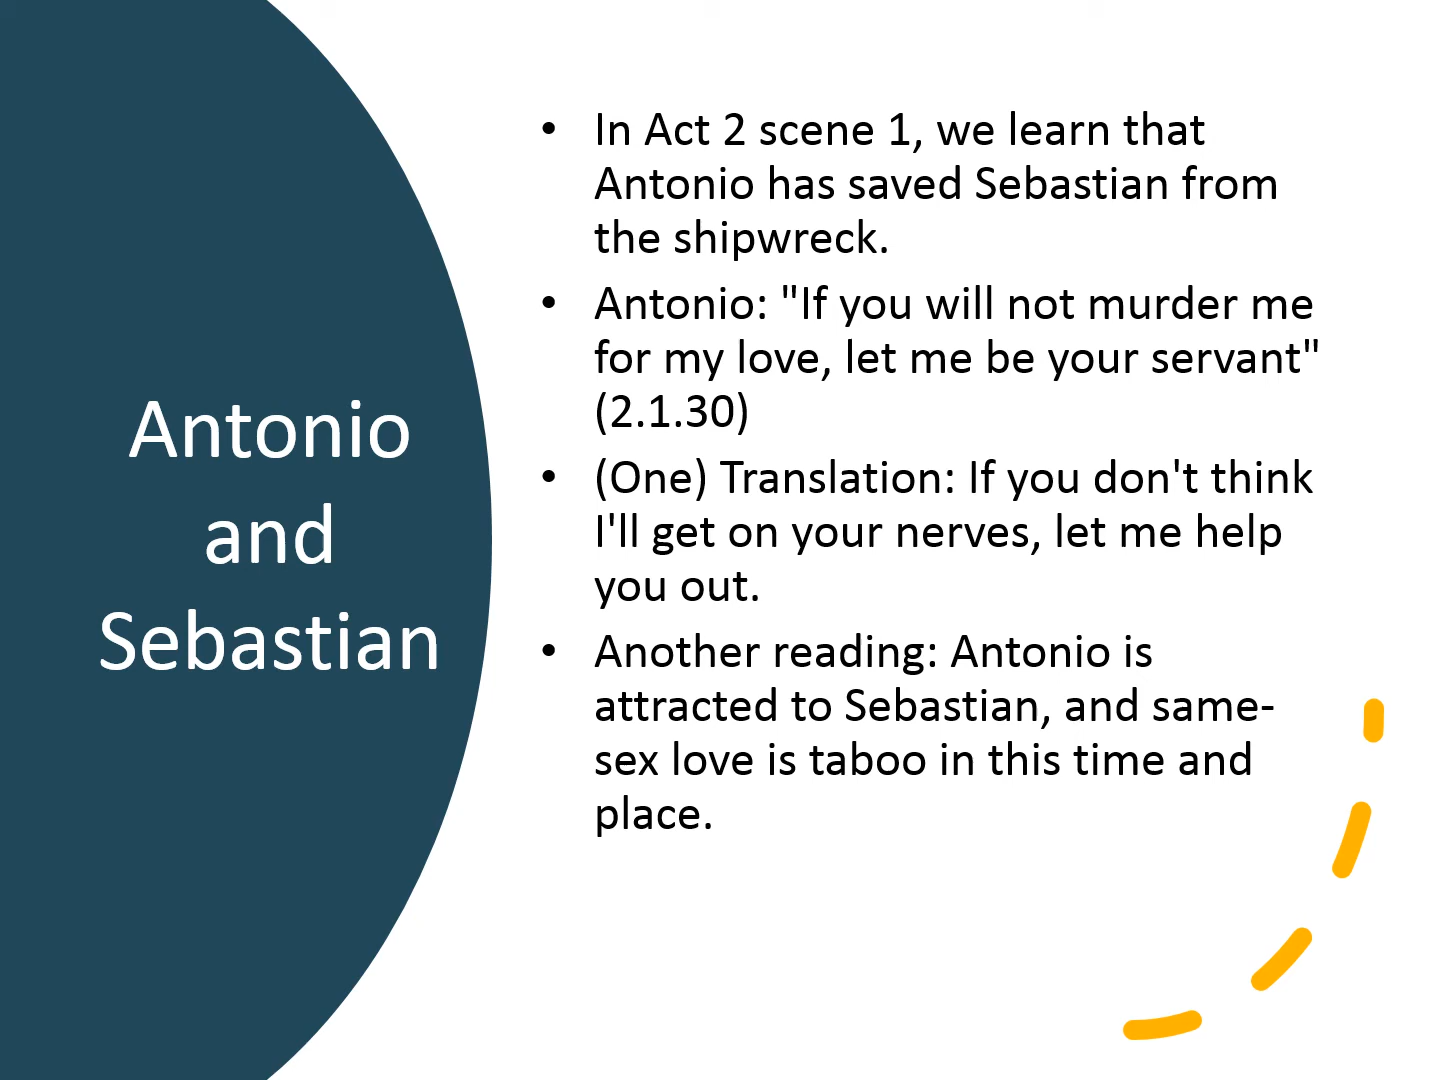 Antonio
and
Sebastian
• In Act 2 scene 1, we learn that
Antonio has saved Sebastian from
the shipwreck.
• Antonio: "If you will not murder me
for my love, let me be your servant"
(2.1.30)
• (One) Translation: If you don't think
I'll get on your nerves, let me help
you out.
• Another reading: Antonio is
attracted to Sebastian, and same-
sex love is taboo in this time and
place.